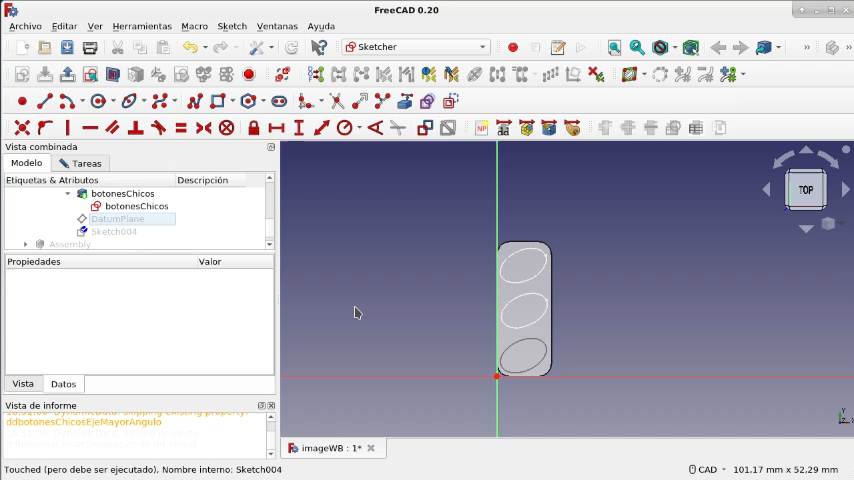 FreeCAD 0.20
Archivo Editar Ver Herramientas Macro Sketch Ventanas Ayuda
Sketcher
Vista combinada
Modelo Tareas
Etiquetas & Atributos Descripción
botonesChicos
botonesChicos
DatumPlane
Sketch004
Assembly
Propiedades Valor
Vista Datos
Vista de informe
ddbotonesChicosEjeMayorAngulo
TOP
imageWB : 1*
Touched (pero debe ser ejecutado), Nombre interno: Sketch004
CAD 101.17 mm x 52,29 mm